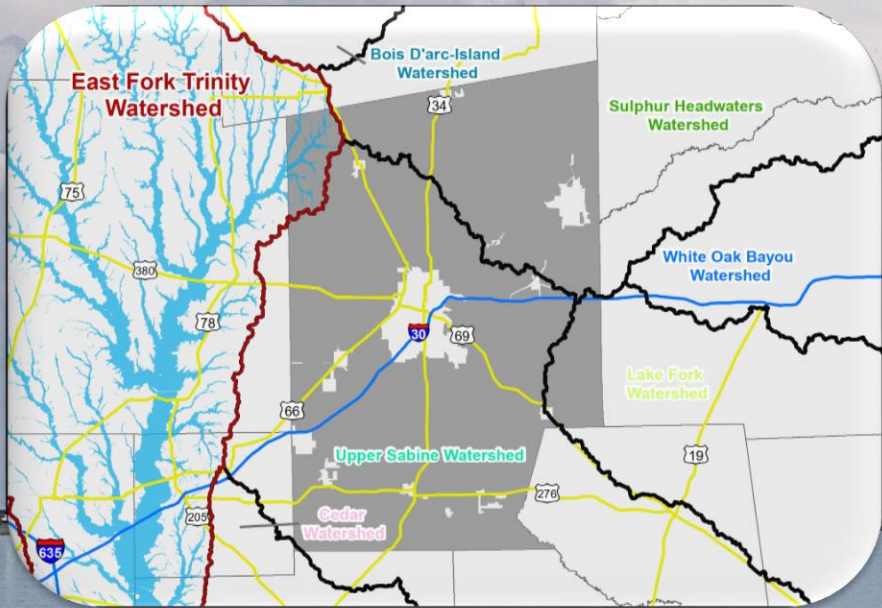 Bois D'arc-Island
Watershed
East Fork Trinity
Watershed
34
Sulphur Headwaters
Watershed
75
White Oak Bayou
Watershed
380
78
30
69
Lake Fork
Watershed
66
Upper Sabine Watershed
19
276
Cedar
Watershed
205
635